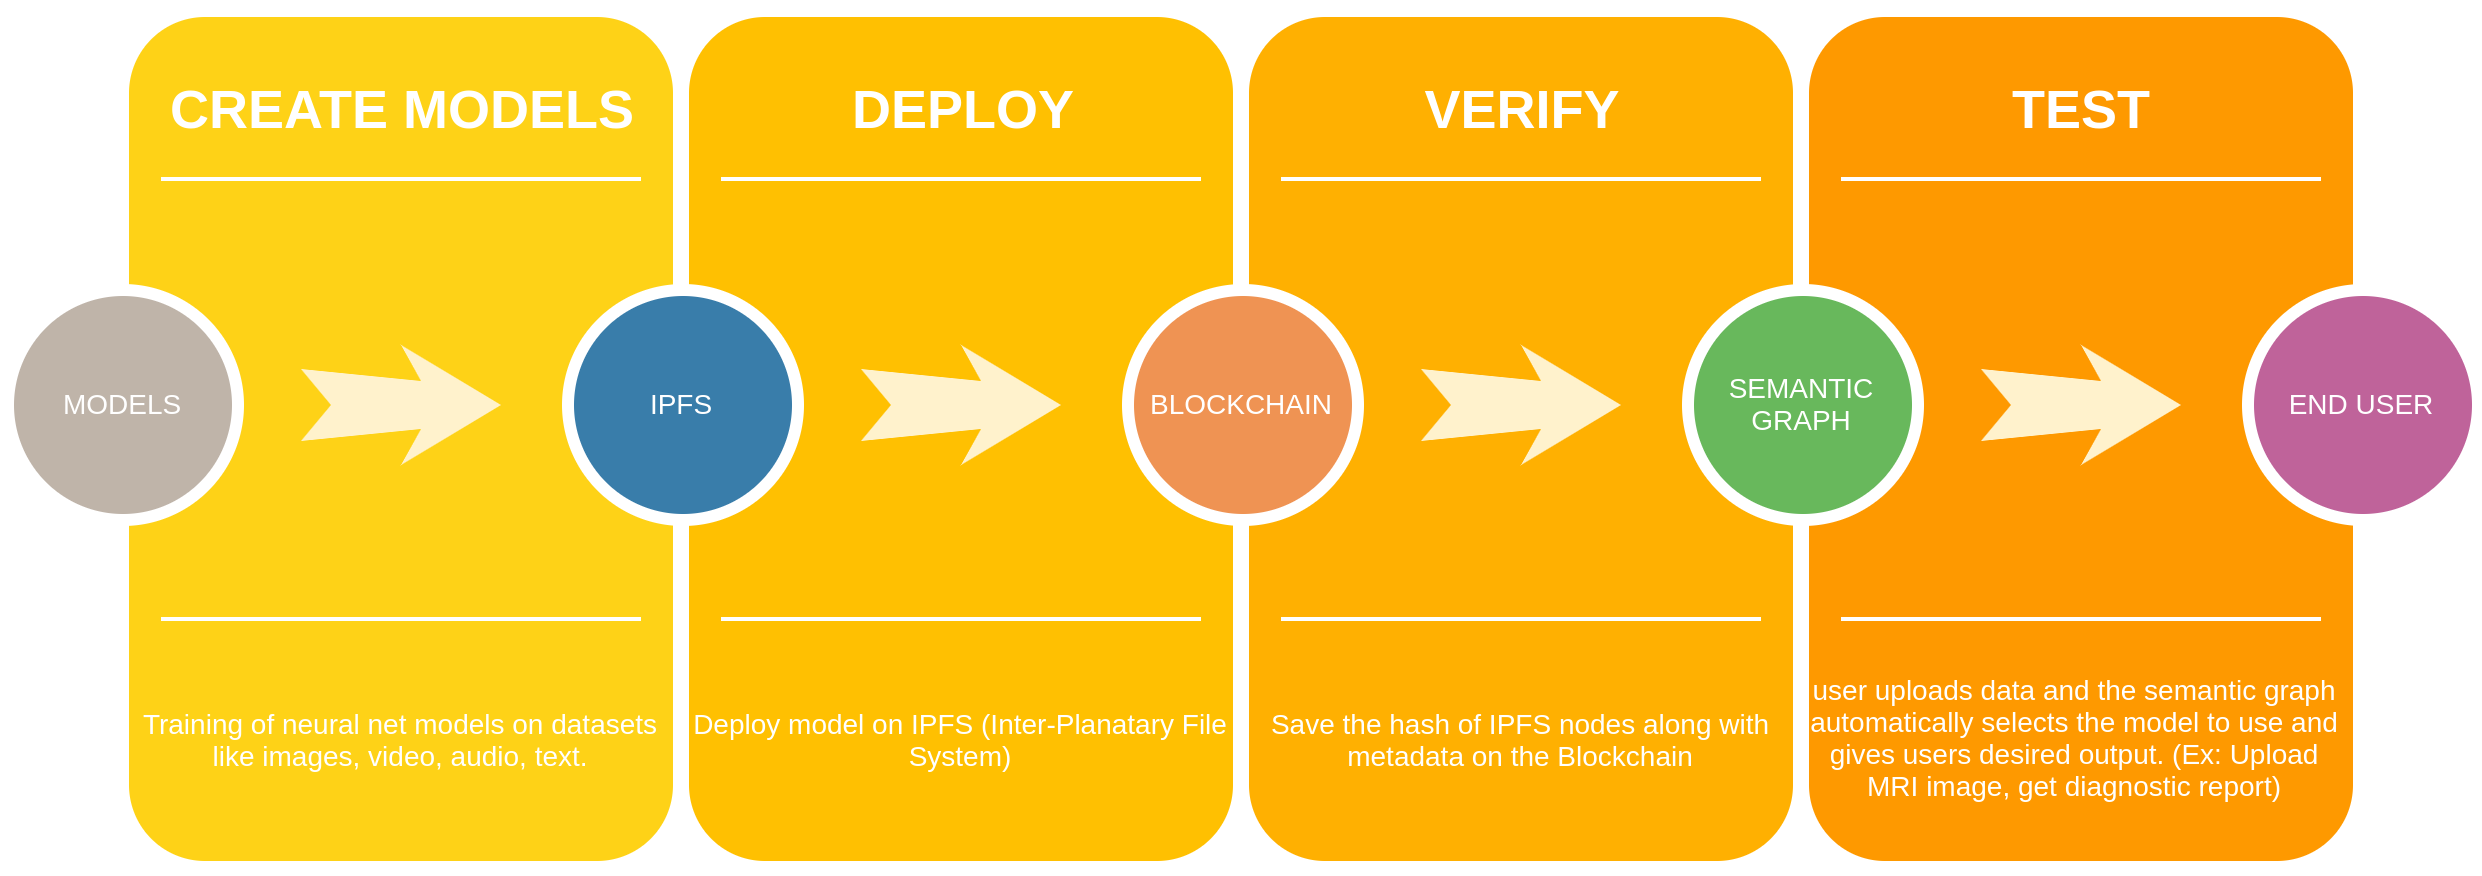 CREATE MODELS
DEPLOY
VERIFY
TEST
MODELS
IPFS
BLOCKCHAIN
SEMANTIC
GRAPH
END USER
Training of neural net models on datasets
like images, video, audio, text.
Deploy model on IPFS (Inter-Planatary File
System)
Save the hash of IPFS nodes along with
metadata on the Blockchain
user uploads data and the semantic graph
automatically selects the model to use and
gives users desired output. (Ex: Upload
MRI image, get diagnostic report)